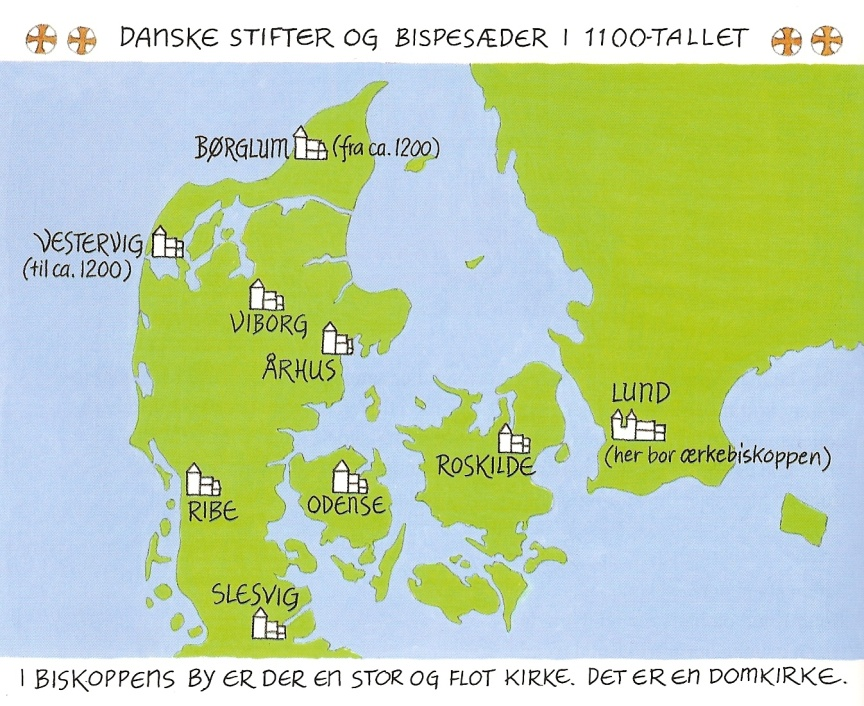 DANSKE STIFTER OG BISPESÆDER I 1100-TALLET
BØRGLUM (fra ca. 1200)
VESTERVIG
(til ca. 1200)
VIBORG
ÅRHUS
LUND
(her bor ærkebiskoppen)
ROSKILDE
ODENSE
RIBE
SLESVIG
I BISKOPPENS BY ER DER EN STOR OG FLOT KIRKE. DET ER EN DOMKIRKE.